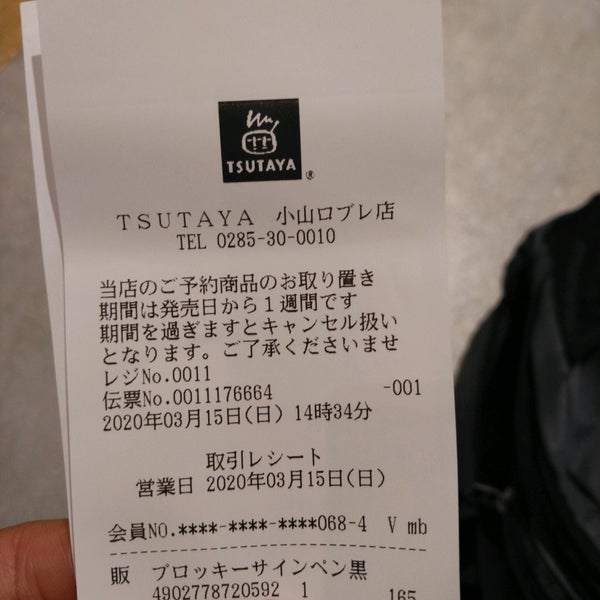 TSUTAYA
®
TSUTAYA 小山ロブレ店
TEL 0285-30-0010
当店のご予約商品のお取り置き
期間は発売日から1週間です
期間を過ぎますとキャンセル扱い
となります。ご了承くださいませ
レジNo.0011
伝票No.0011176664 -001
2020年03月15日(日) 14時34分
取引レシート
営業日 2020年03月15日(日)
会員NO.****-****-****068-4 V mb
販 プロッキーサインペン黒
4902778720592 1 165